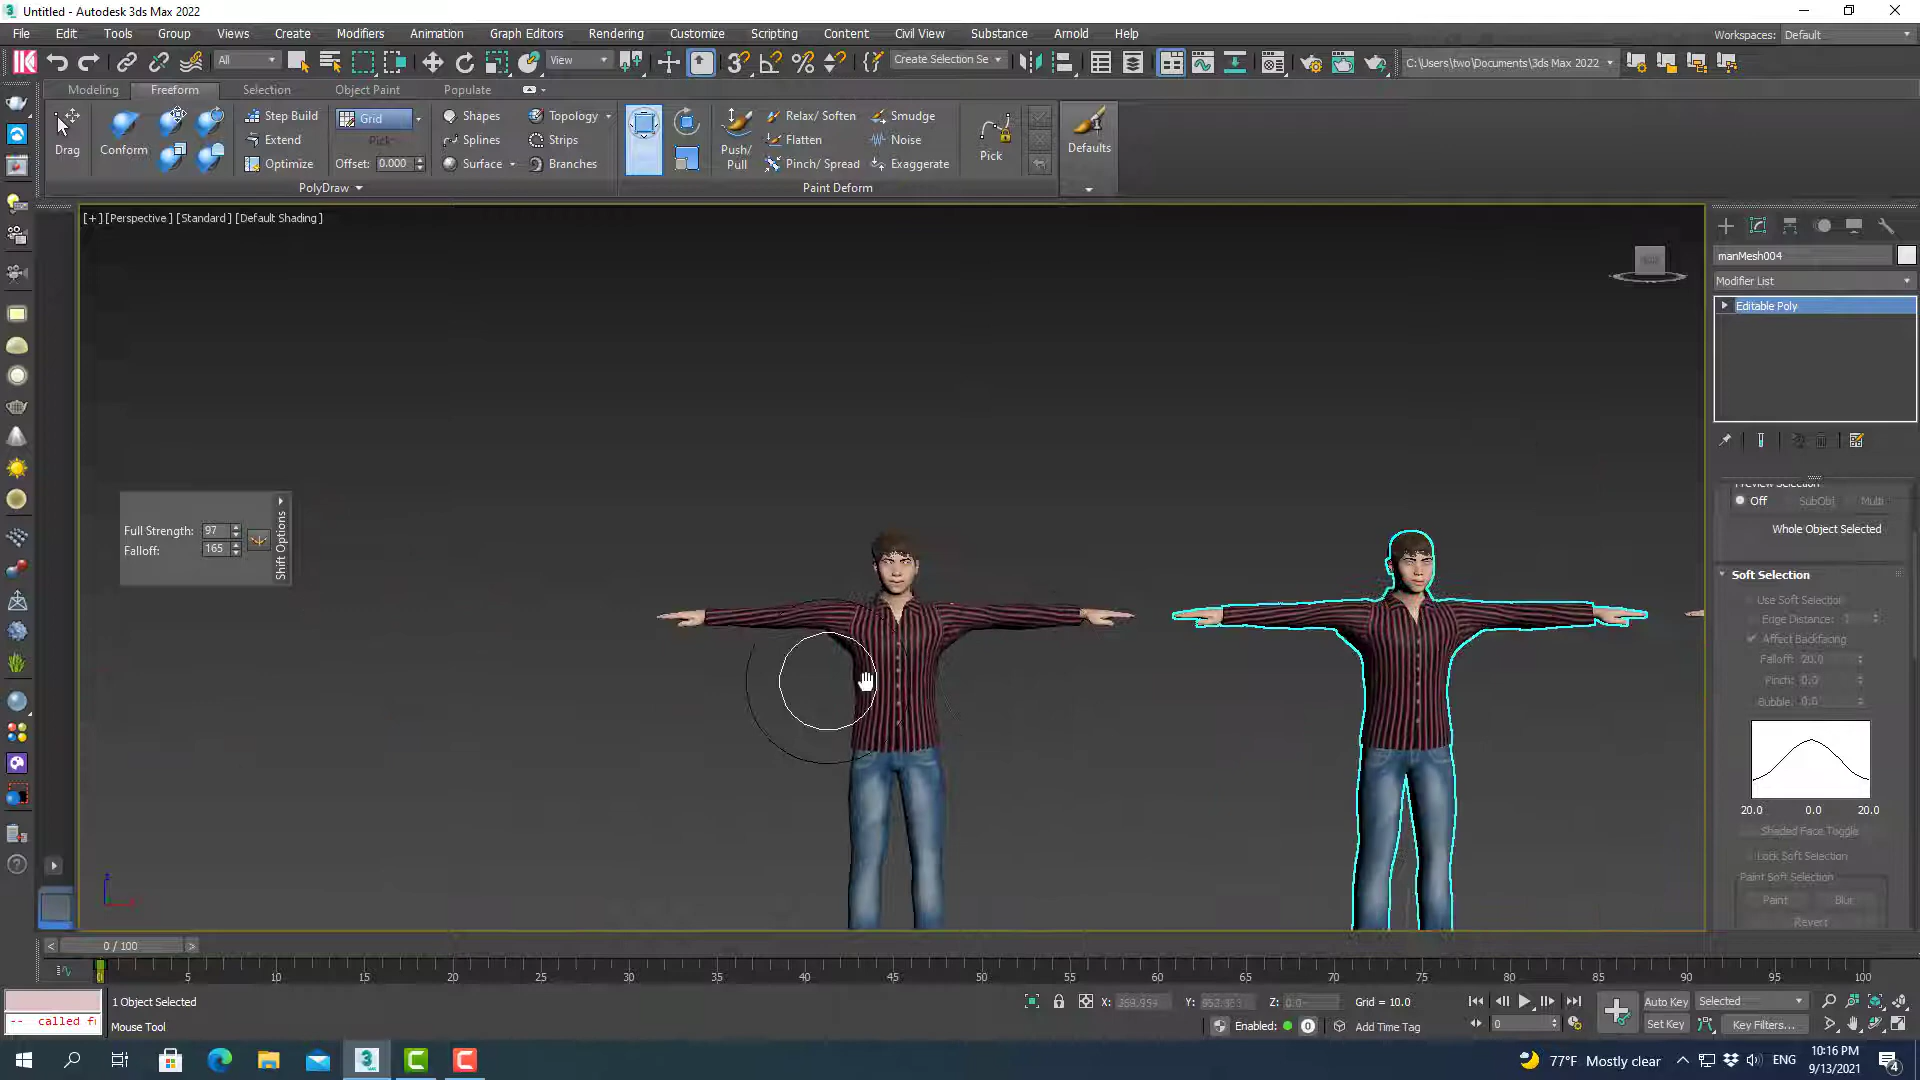 Untitled - Autodesk 3ds Max 2022
File Edit Tools Group Views Create Modifiers Animation Graph Editors Rendering Customize Scripting Content Civil View Substance Arnold Help
Workspaces: Default
All View Create Selection Se C:\Users\two\Documents\3ds Max 2022
Modeling Freeform Selection Object Paint Populate
Drag Conform Step Build Extend Optimize Grid Pick Offset: 0.000
Shapes Splines Surface Topology Strips Branches
Push/ Pull Relax/ Soften Flatten Pinch/ Spread Smudge Noise Exaggerate
Pick Defaults
PolyDraw Paint Deform
[+] [Perspective ] [Standard ] [Default Shading ]
manMesh004
Modifier List
Editable Poly
Full Strength: 97
Falloff: 165
Shift Options
Preview Selection
Off SubObj Multi
Whole Object Selected
Soft Selection
Use Soft Selection
Edge Distance: 1
Affect Backfacing
Falloff: 20.0
Pinch: 0.0
Bubble: 0.0
20.0 0.0 20.0
Shaded Face Toggle
Lock Soft Selection
Paint Soft Selection
Paint Blur
Revert
< 0 / 100 >
0 5 10 15 20 25 30 35 40 45 50 55 60 65 70 75 80 85 90 95 100
1 Object Selected
X: Y: Z: 0.0 Grid = 10.0
Auto Key Selected
-- called f
Mouse Tool
Enabled: 0 Add Time Tag
0
Set Key Key Filters...
77°F Mostly clear ENG
10:16 PM
9/13/2021
4